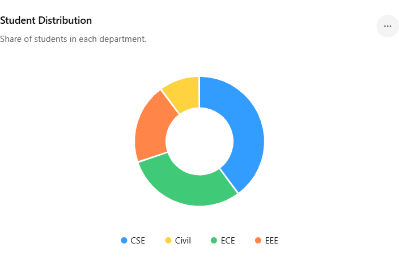 Student Distribution
Share of students in each department.
CSE Civil ECE EEE